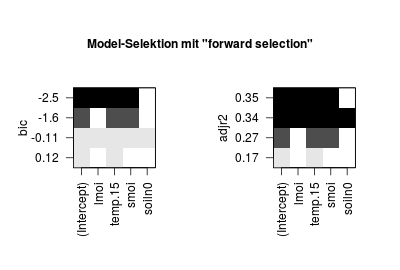 Model-Selektion mit "forward selection"
bic
-2.5
-1.6
-0.11
0.12
(Intercept)
lmoi
temp.15
smoi
soiln0
adjr2
0.35
0.34
0.27
0.17
(Intercept)
lmoi
temp.15
smoi
soiln0